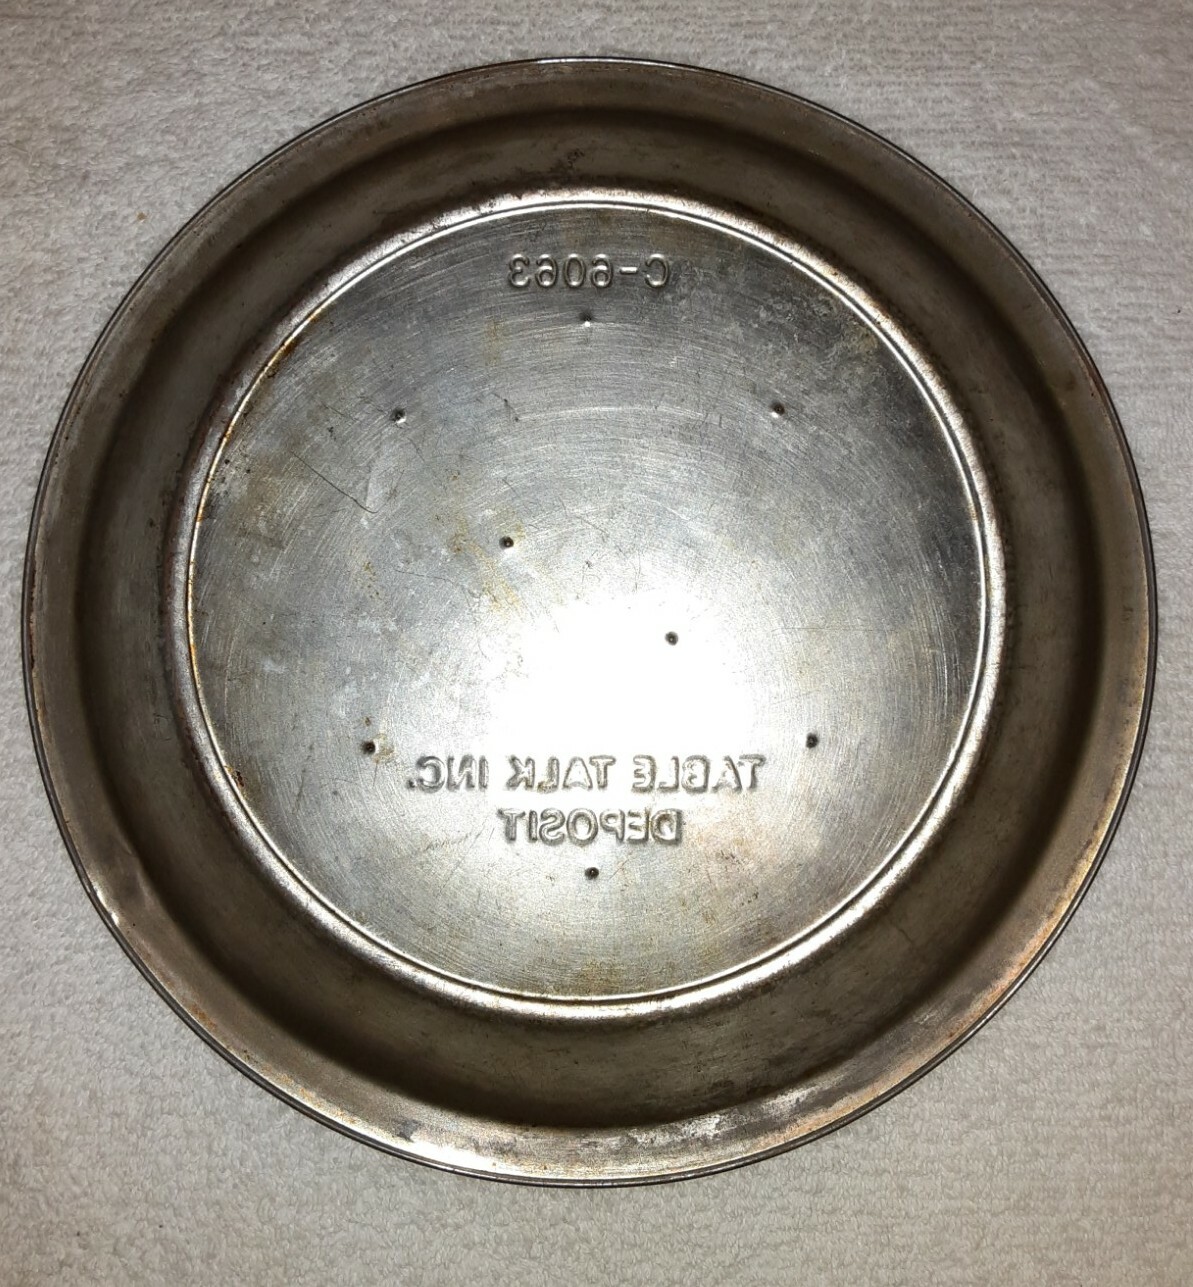 C-6063
TABLE TALK INC.
DEPOSIT